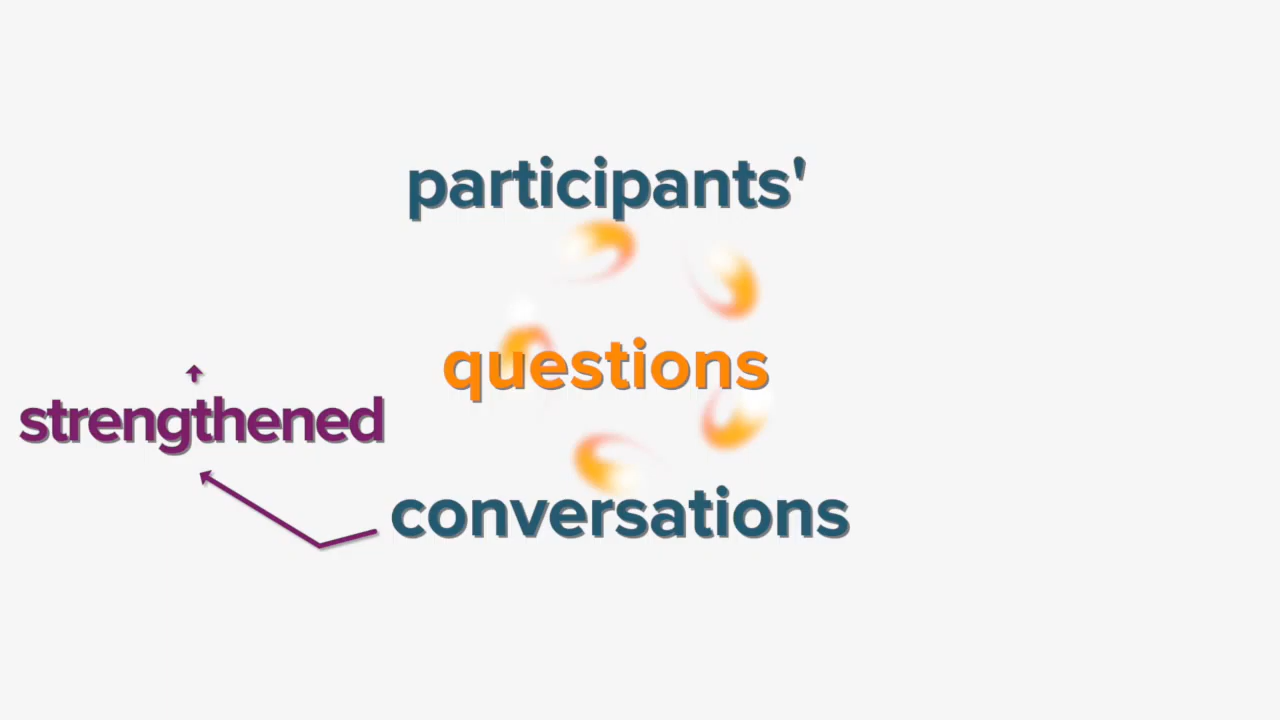 participants'
questions
strengthened
conversations